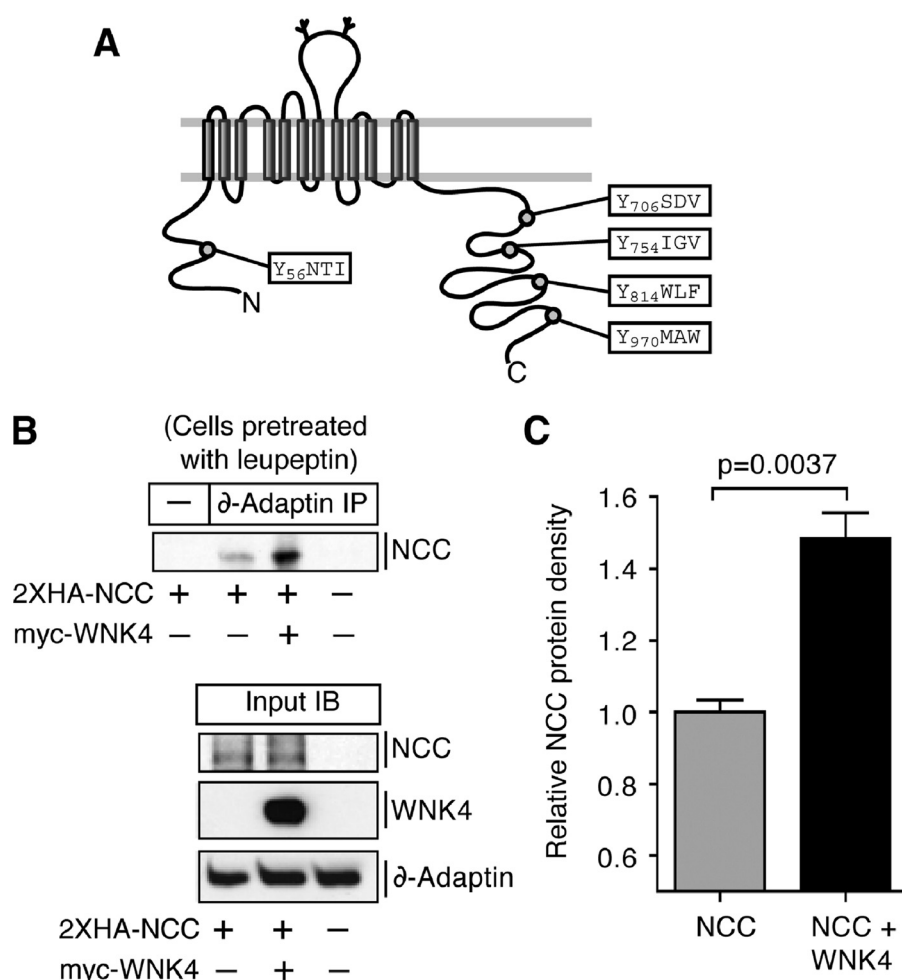 A
Y56NTI
N
Y706SDV
Y754IGV
Y814WLF
Y970MAW
C
B
(Cells pretreated
with leupeptin)
— ∂-Adaptin IP
NCC
2XHA-NCC + + + –
myc-WNK4 – – + –
Input IB
NCC
WNK4
∂-Adaptin
2XHA-NCC + + –
myc-WNK4 – + –
C
p=0.0037
Relative NCC protein density
1.6
1.4
1.2
1.0
0.8
0.6
NCC
NCC +
WNK4